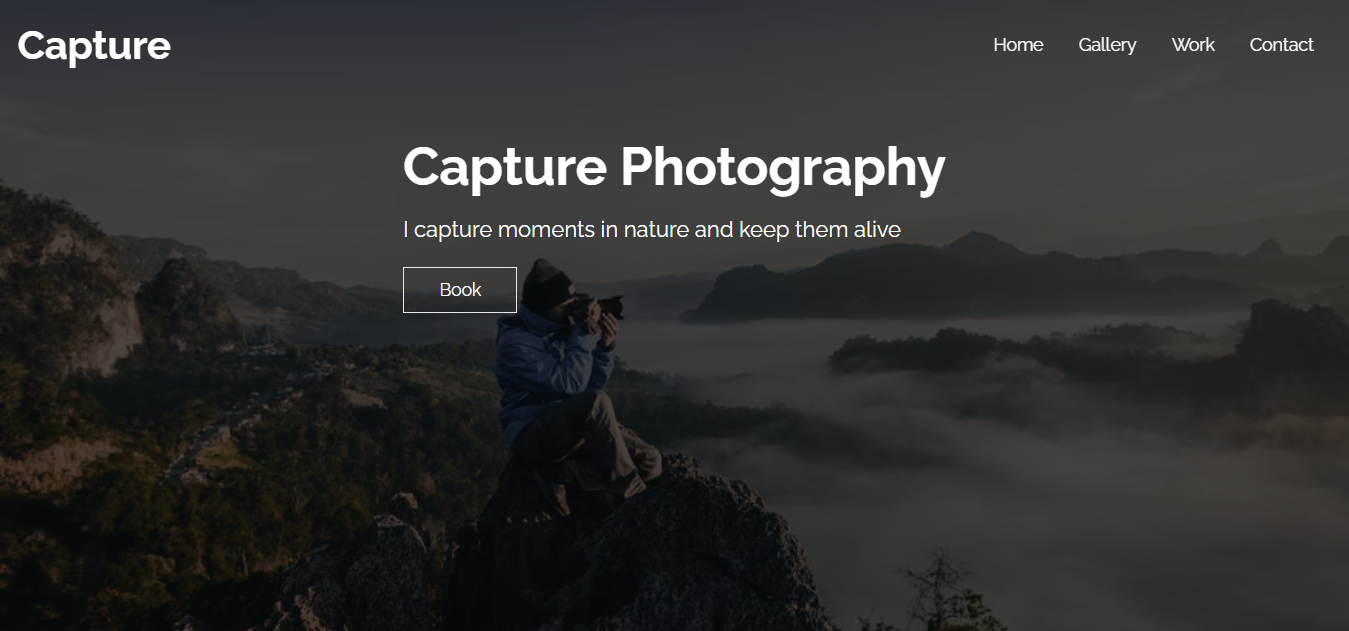 Capture
Home Gallery Work Contact
Capture Photography
I capture moments in nature and keep them alive
Book